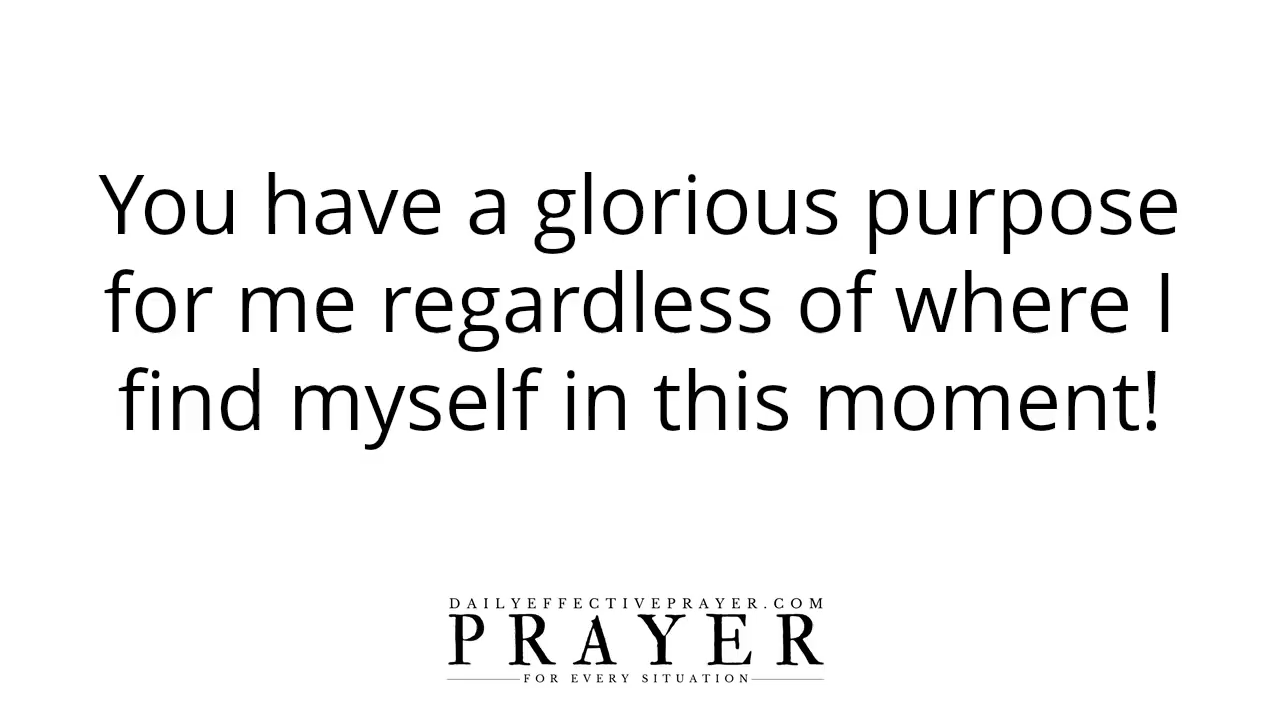 You have a glorious purpose
for me regardless of where I
find myself in this moment!
DAILYEFFECTIVEPRAYER.COM
PRAYER
FOR EVERY SITUATION